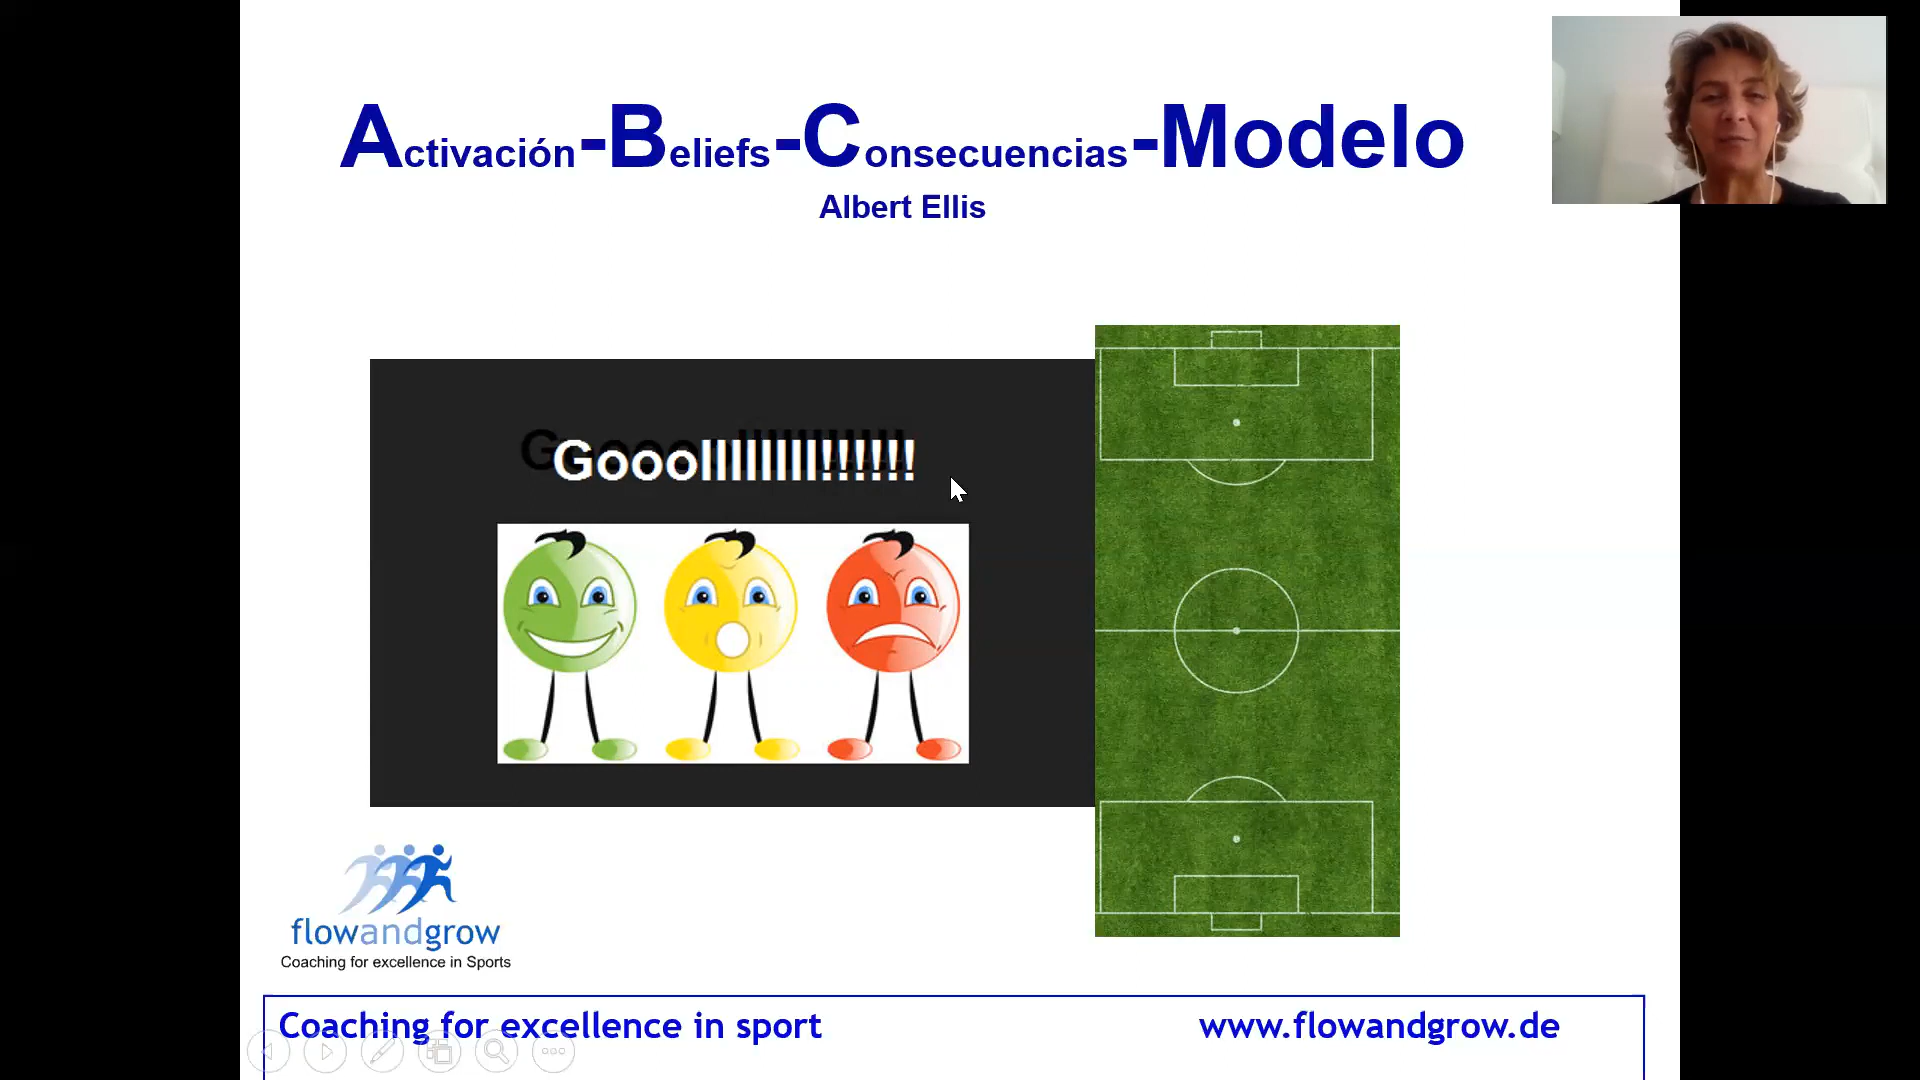 Activación-Beliefs-Consecuencias-Modelo
Albert Ellis
Gooollllllll!!!!!!
flowandgrow
Coaching for excellence in Sports
Coaching for excellence in sport
www.flowandgrow.de